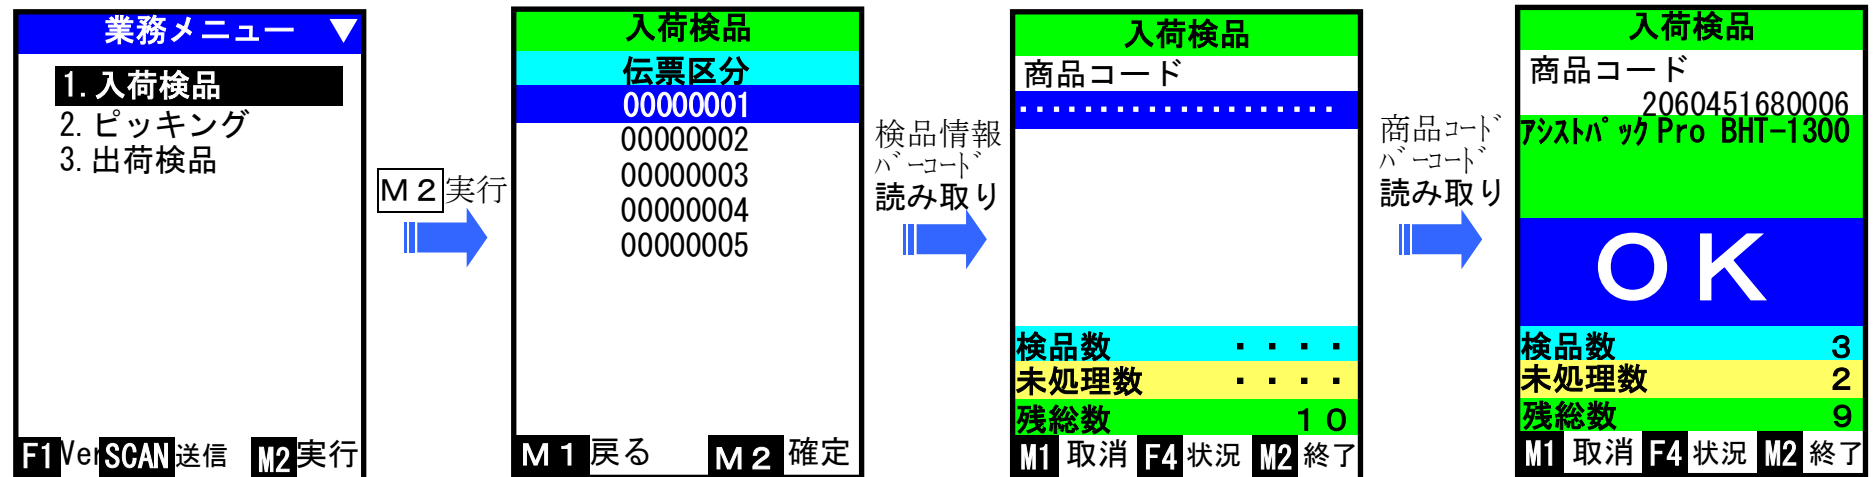 業務メニュー ▼
1. 入荷検品
2. ピッキング
3. 出荷検品
F1 Ver SCAN 送信 M2 実行
M2 実行
入荷検品
伝票区分
00000001
00000002
00000003
00000004
00000005
M1 戻る M2 確定
検品情報
バーコード
読み取り
入荷検品
商品コード
....................
検品数 ・・・・
未処理数 ・・・・
残総数 10
M1 取消 F4 状況 M2 終了
商品コード
バーコード
読み取り
入荷検品
商品コード
2060451680006
アシストパック Pro BHT-1300
OK
検品数 3
未処理数 2
残総数 9
M1 取消 F4 状況 M2 終了